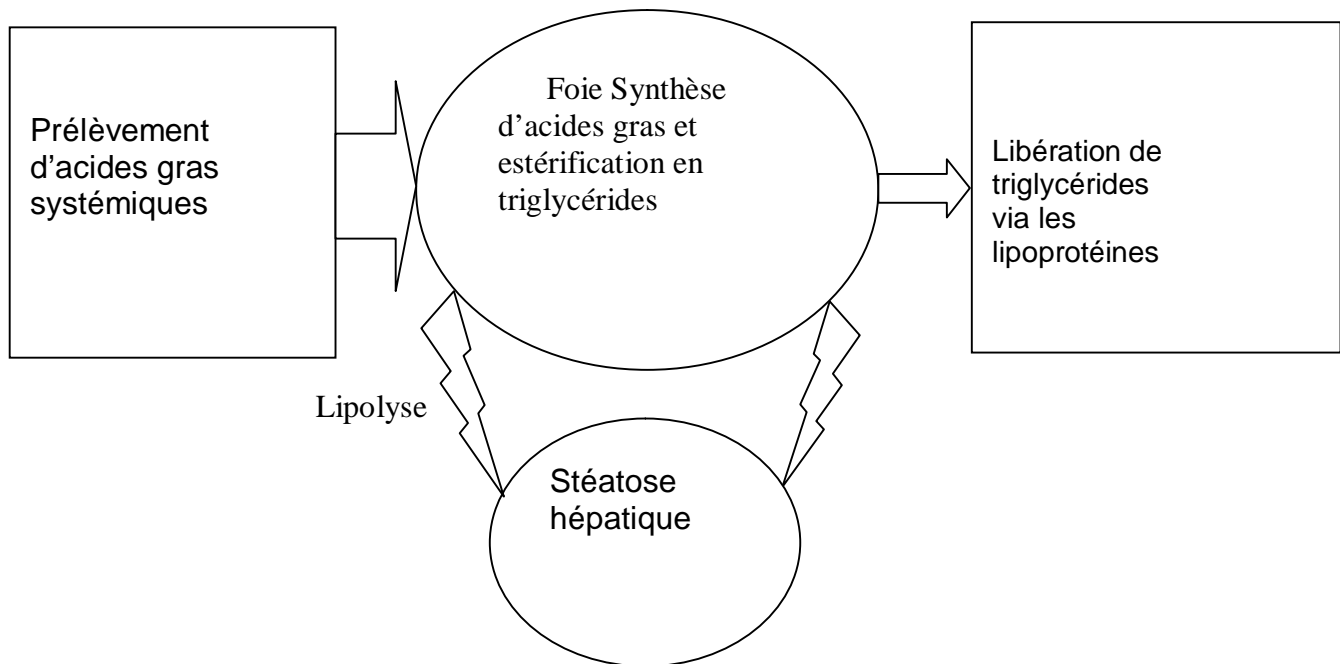 Prélèvement
d’acides gras
systémiques
Foie Synthèse
d’acides gras et
estérification en
triglycérides
Libération de
triglycérides
via les
lipoprotéines
Lipolyse
Stéatose
hépatique